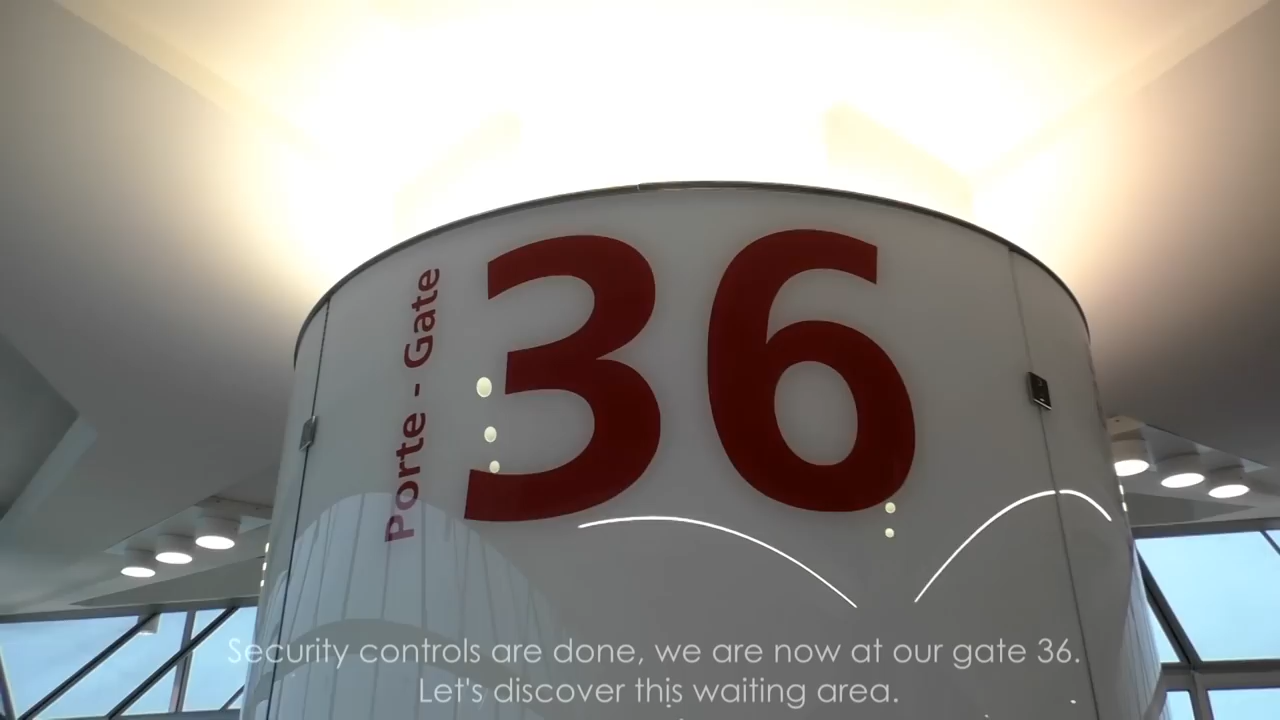 Porte - Gate
36
Security controls are done, we are now at our gate 36.
Let's discover this waiting area.